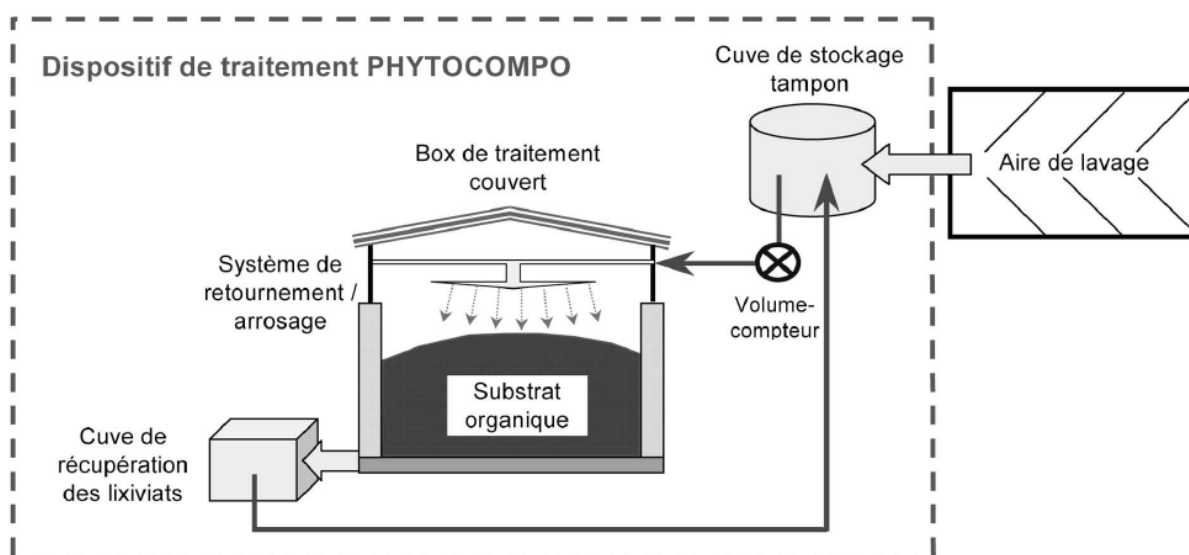 Dispositif de traitement PHYTOCOMPO
Cuve de stockage
tampon
Aire de lavage
Box de traitement
couvert
Système de
retournement /
arrosage
Volume-
compteur
Substrat
organique
Cuve de
récupération
des lixiviats